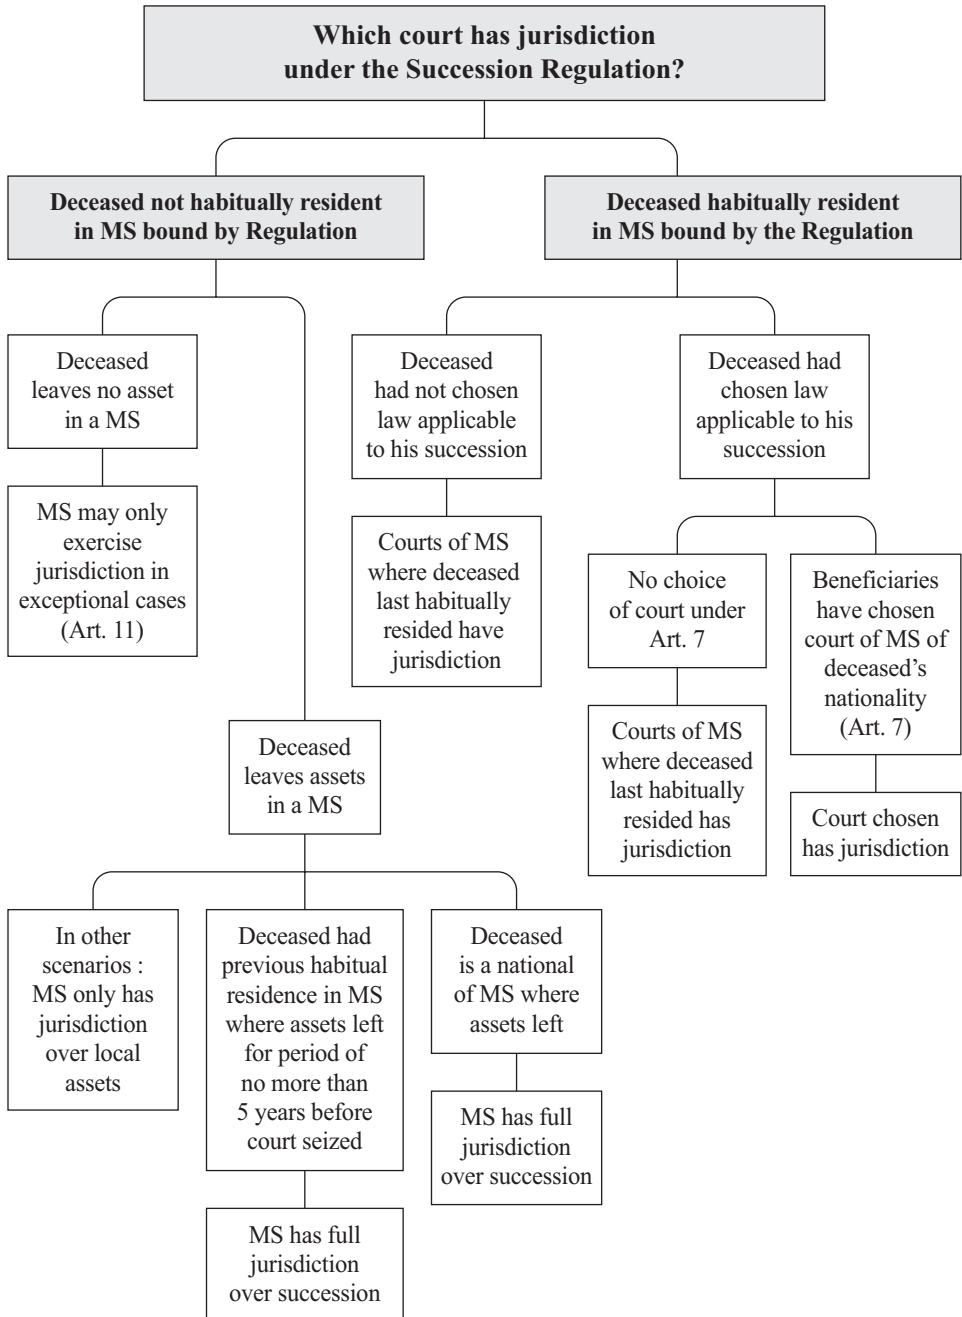 Which court has jurisdiction
under the Succession Regulation?
Deceased not habitually resident
in MS bound by Regulation
Deceased habitually resident
in MS bound by the Regulation
Deceased
leaves no asset
in a MS
MS may only
exercise
jurisdiction in
exceptional cases
(Art. 11)
Deceased
had not chosen
law applicable
to his succession
Courts of MS
where deceased
last habitually
resided have
jurisdiction
Deceased had
chosen law
applicable to his
succession
No choice
of court under
Art. 7
Courts of MS
where deceased
last habitually
resided has
jurisdiction
Beneficiaries
have chosen
court of MS of
deceased’s
nationality
(Art. 7)
Court chosen
has jurisdiction
Deceased
leaves assets
in a MS
In other
scenarios :
MS only has
jurisdiction
over local
assets
Deceased had
previous habitual
residence in MS
where assets left
for period of
no more than
5 years before
court seized
MS has full
jurisdiction
over succession
Deceased
is a national
of MS where
assets left
MS has full
jurisdiction
over succession